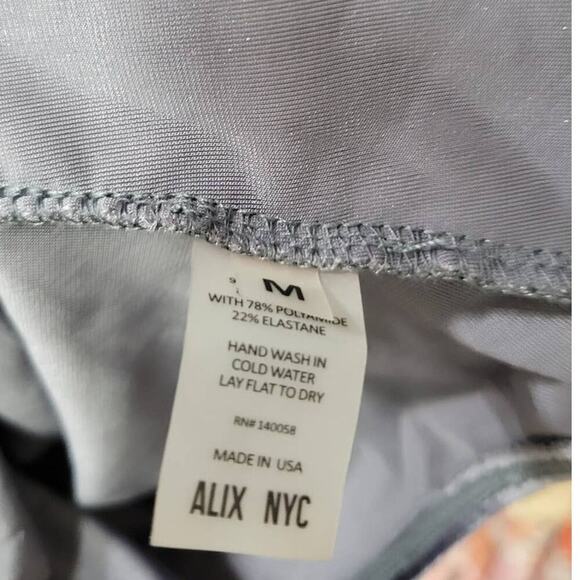 M
WITH 78% POLYAMIDE
22% ELASTANE
HAND WASH IN
COLD WATER
LAY FLAT TO DRY
RN# 140058
MADE IN USA
ALIX NYC